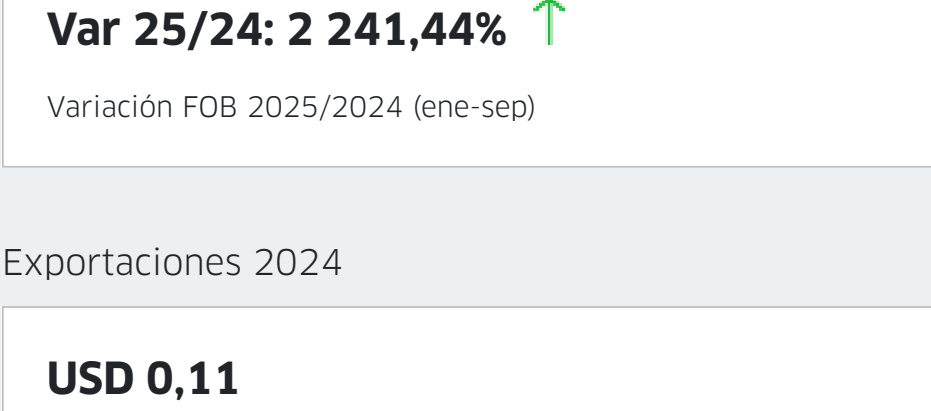 Var 25/24: 2 241,44% ↑
Variación FOB 2025/2024 (ene-sep)
Exportaciones 2024
USD 0,11